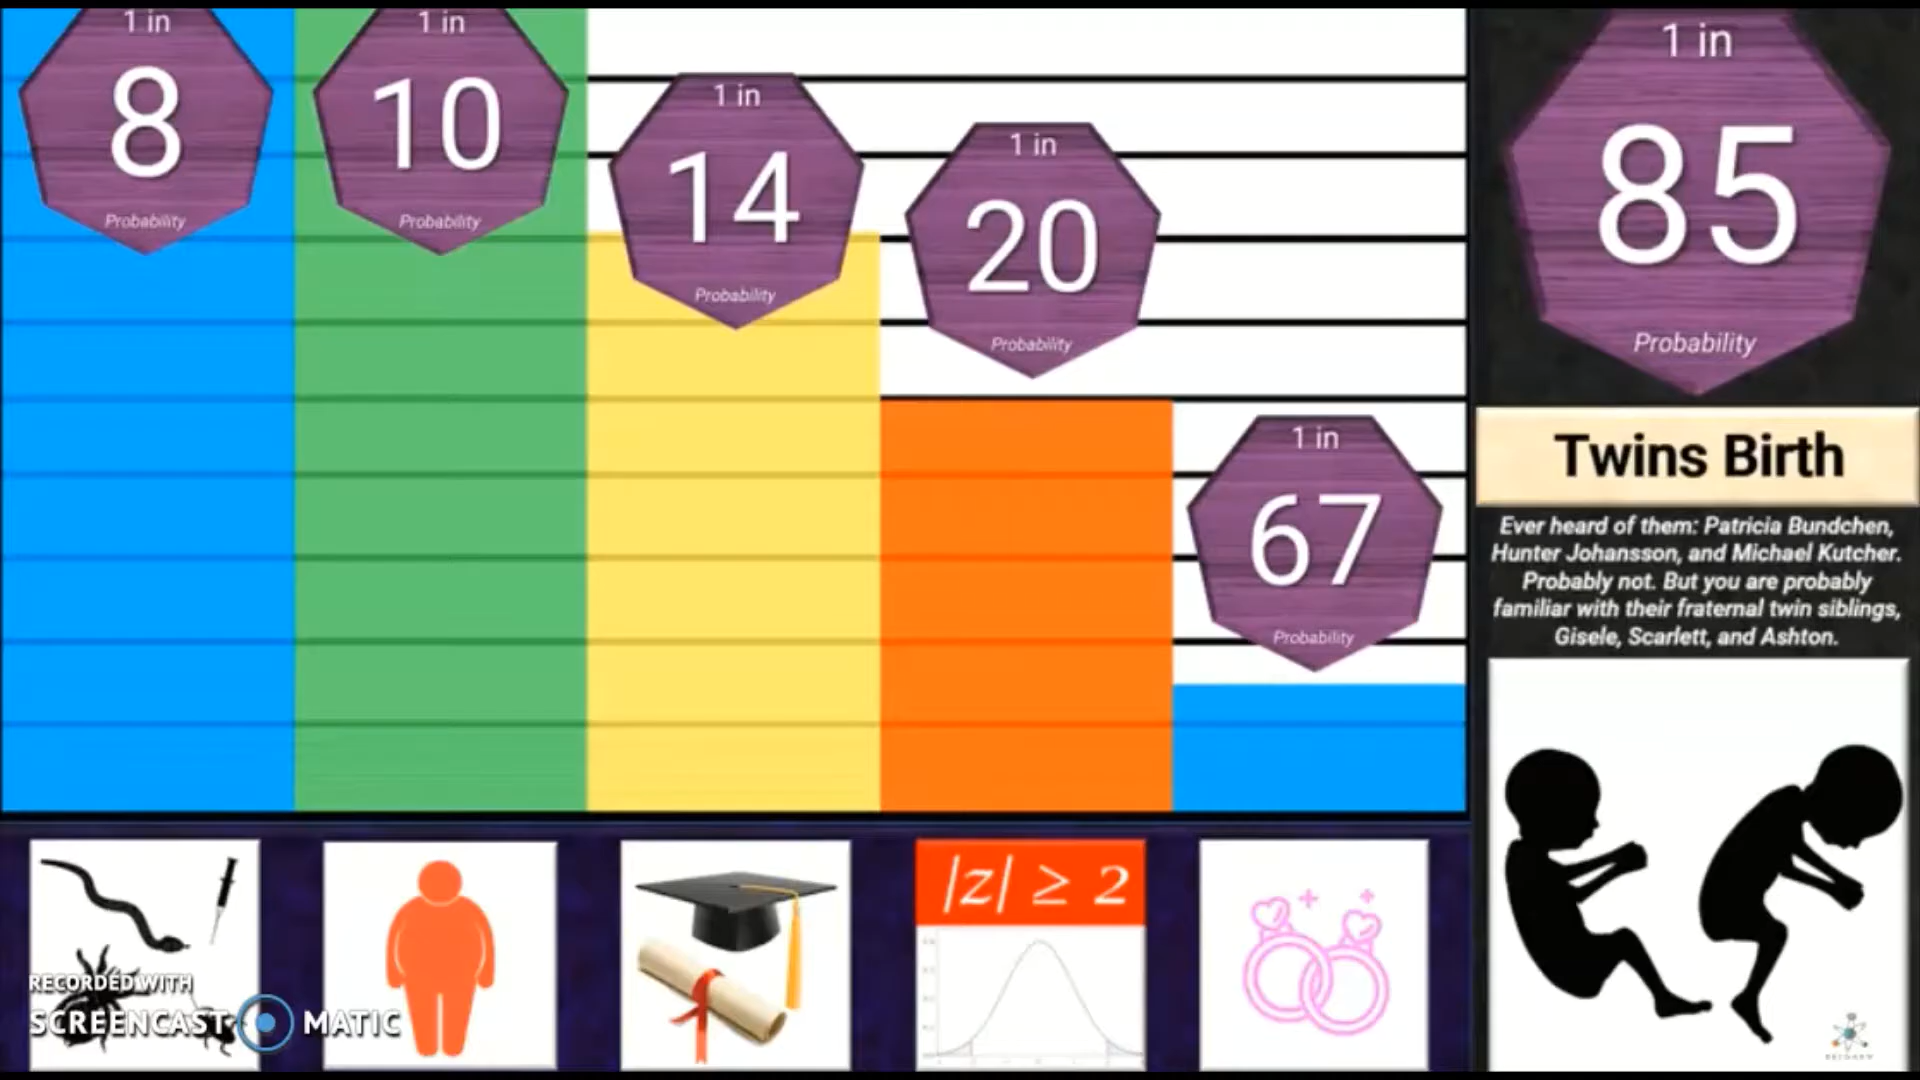 1 in
8
Probability
1 in
10
Probability
1 in
14
Probability
1 in
20
Probability
1 in
67
Probability
1 in
85
Probability
Twins Birth
Ever heard of them: Patricia Bundchen,
Hunter Johansson, and Michael Kutcher.
Probably not. But you are probably
familiar with their fraternal twin siblings,
Gisele, Scarlett, and Ashton.
|z| ≥ 2
RECORDED WITH
SCREENCAST MATIC